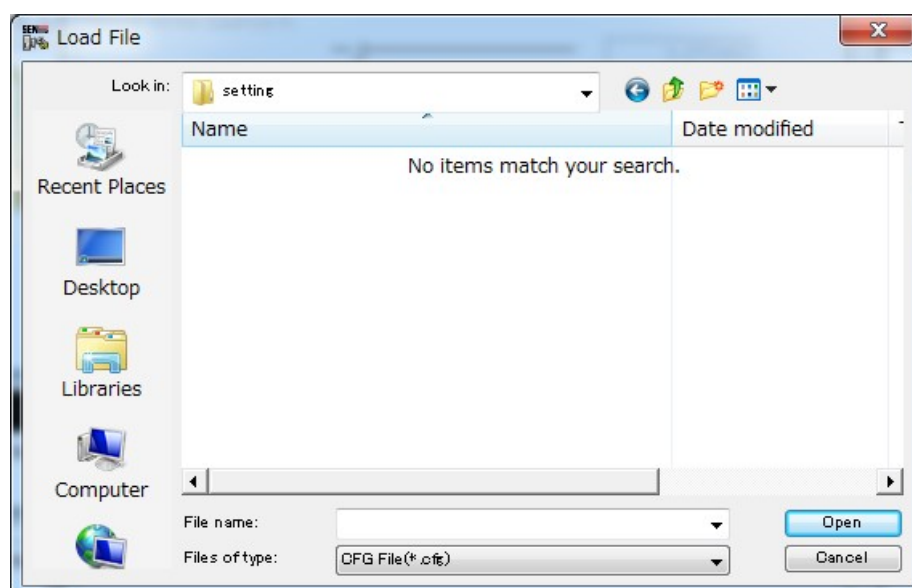 Load File
Look in:
setting
Name
Date modified
No items match your search.
Recent Places
Desktop
Libraries
Computer
File name:
Open
Files of type:
CFG File(*.cfg)
Cancel